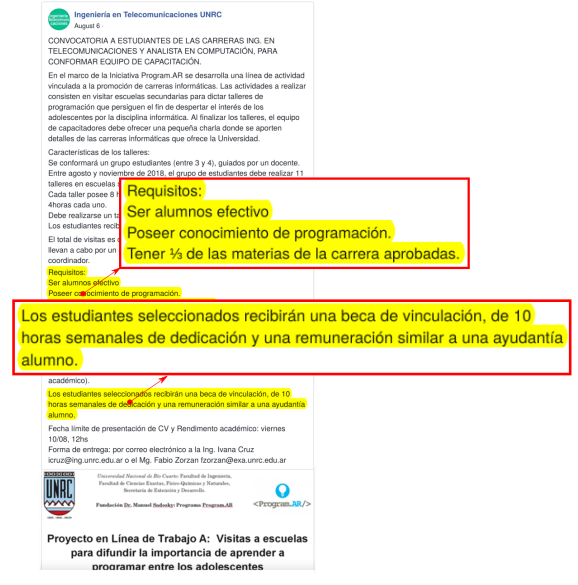 Ingeniería en Telecomunicaciones UNRC
August 6 ·
CONVOCATORIA A ESTUDIANTES DE LAS CARRERAS ING. EN
TELECOMUNICACIONES Y ANALISTA EN COMPUTACIÓN, PARA
CONFORMAR EQUIPO DE CAPACITACIÓN.
En el marco de la Iniciativa Program.AR se desarrolla una línea de actividad
vinculada a la promoción de carreras informáticas. Las actividades a realizar
consisten en visitar escuelas secundarias para dictar talleres de
programación que persiguen el fin de despertar el interés de los
adolescentes por la disciplina informática. Al finalizar los talleres, el equipo
de capacitadores debe ofrecer una pequeña charla donde se aporten
detalles de las carreras informáticas que ofrece la Universidad.
Características de los talleres:
Se conformará un grupo estudiantes (entre 3 y 4), guiados por un docente.
Entre agosto y noviembre de 2018, el grupo de estudiantes debe realizar 11
talleres en escuelas
Cada taller posee 8
4horas cada uno.
Debe realizarse un
Los estudiantes
El total de visitas es
llevan a cabo por un
coordinador.
Requisitos:
Ser alumnos efectivo
Poseer conocimiento de programación.
Requisitos:
Ser alumnos efectivo
Poseer conocimiento de programación.
Tener ⅓ de las materias de la carrera aprobadas.
Los estudiantes seleccionados recibirán una beca de vinculación, de 10
horas semanales de dedicación y una remuneración similar a una ayudantía
alumno.
académico).
Los estudiantes seleccionados recibirán una beca de vinculación, de 10
horas semanales de dedicación y una remuneración similar a una ayudantía
alumno.
Fecha límite de presentación de CV y Rendimento académico: viernes
10/08, 12hs
Forma de entrega: por correo electrónico a la Ing. Ivana Cruz
icruz@ing.unrc.edu.ar o el Mg. Fabio Zorzan fzorzan@exa.unrc.edu.ar
UNRC
Universidad Nacional de Río Cuarto: Facultad de Ingeniería,
Facultad de Ciencias Exactas, Físico-Químicas y Naturales,
Secretaría de Extensión y Desarrollo.
Fundación Dr. Manuel Sadosky: Programa Program.AR
<Program.AR/>
Proyecto en Línea de Trabajo A: Visitas a escuelas
para difundir la importancia de aprender a
programar entre los adolescentes